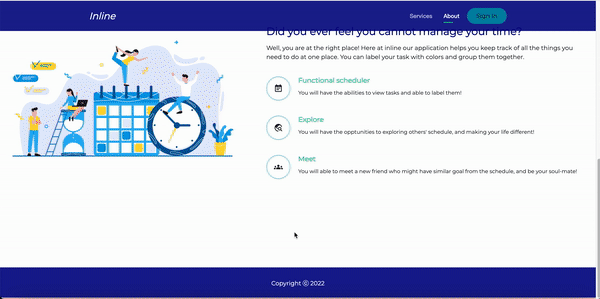 Inline
Services
About
Sign In
Did you ever feel you cannot manage your time?
Well, you are at the right place! Here at inline our application helps you keep track of all the things you
need to do at one place. You can label your task with colors and group them together.
Functional scheduler
You will have the abilities to view tasks and able to label them!
Explore
You will have the opptunities to exploring others' schedule, and making your life different!
Meet
You will able to meet a new friend who might have similar goal from the schedule, and be your soul-mate!
Copyright ⓒ 2022